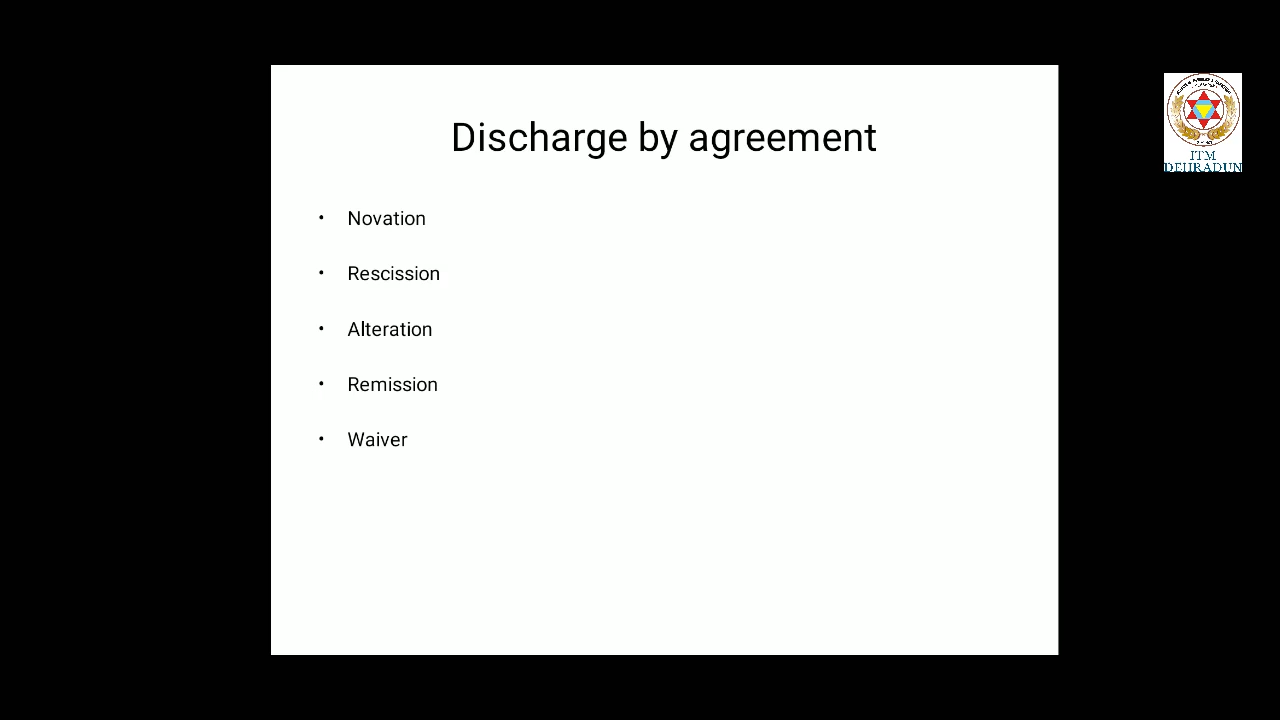 Discharge by agreement
• Novation
• Rescission
• Alteration
• Remission
• Waiver
ITM
DEHRADUN